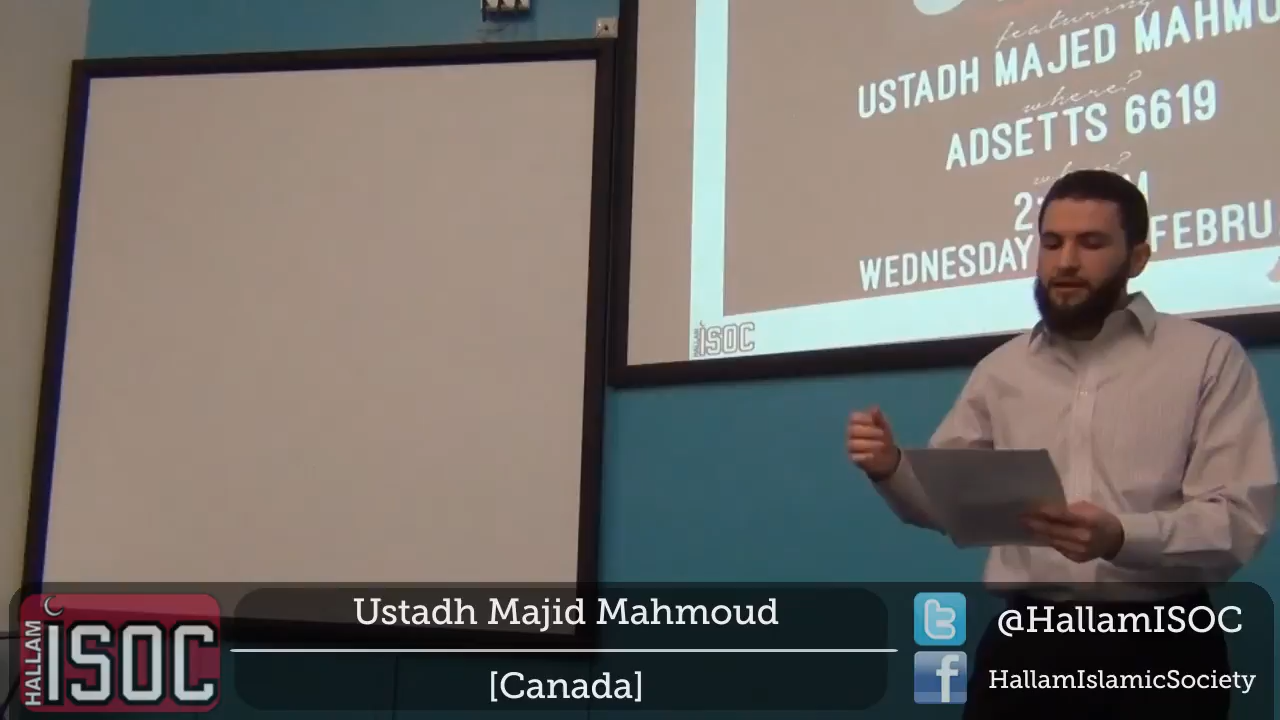 featuring
USTADH MAJED MAHMO
where?
ADSETTS 6619
WEDNESDAY FEBRU
HALLAM ISOC
Ustadh Majid Mahmoud
[Canada]
HALLAM
ISOC
@HallamISOC
HallamIslamicSociety